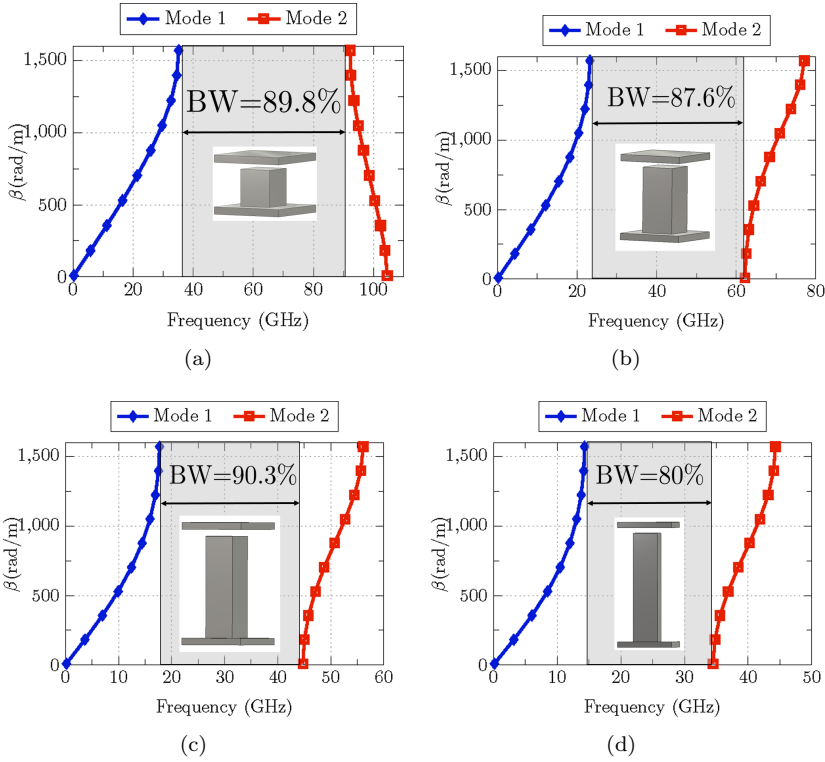 Mode 1 Mode 2
1,500
1,000
500
0
β(rad/m)
BW=89.8%
0 20 40 60 80 100
Frequency (GHz)
(a)
Mode 1 Mode 2
1,500
1,000
500
0
β(rad/m)
BW=87.6%
0 20 40 60 80
Frequency (GHz)
(b)
Mode 1 Mode 2
1,500
1,000
500
0
β(rad/m)
BW=90.3%
0 10 20 30 40 50 60
Frequency (GHz)
(c)
Mode 1 Mode 2
1,500
1,000
500
0
β(rad/m)
BW=80%
0 10 20 30 40 50
Frequency (GHz)
(d)